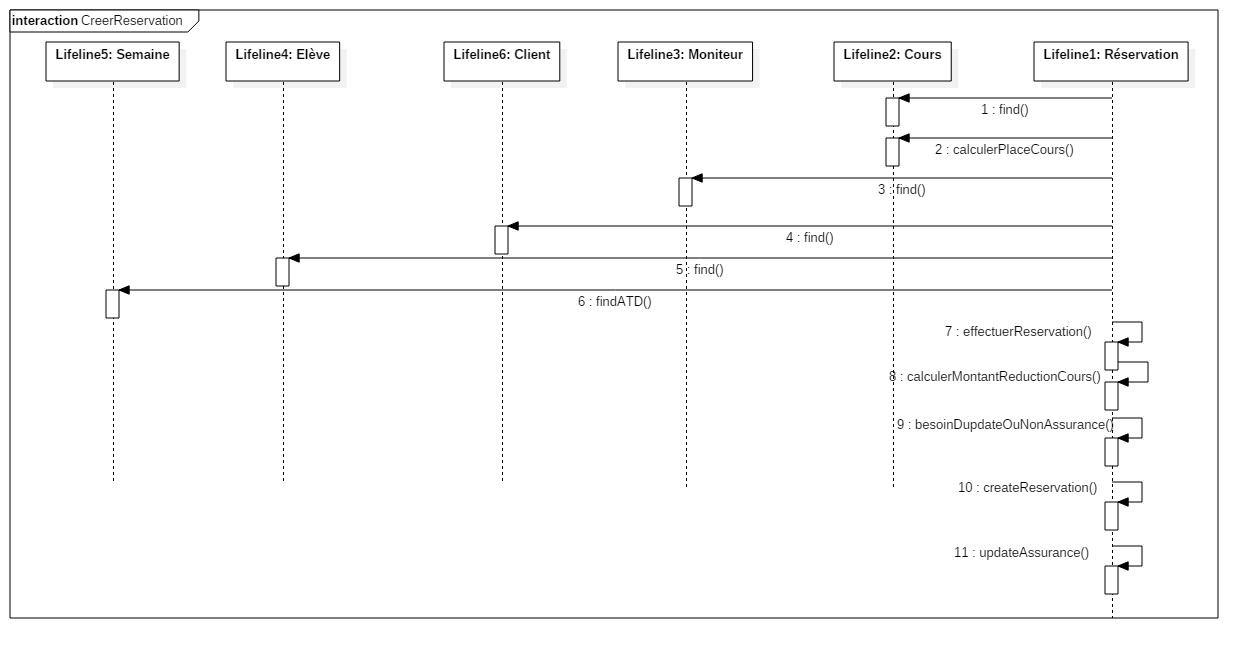 interaction CreerReservation
Lifeline5: Semaine
Lifeline4: Elève
Lifeline6: Client
Lifeline3: Moniteur
Lifeline2: Cours
Lifeline1: Réservation
1 : find()
2 : calculerPlaceCours()
3 : find()
4 : find()
5 : find()
6 : findATD()
7 : effectuerReservation()
8 : calculerMontantReductionCours()
9 : besoinDupdateOuNonAssurance()
10 : createReservation()
11 : updateAssurance()